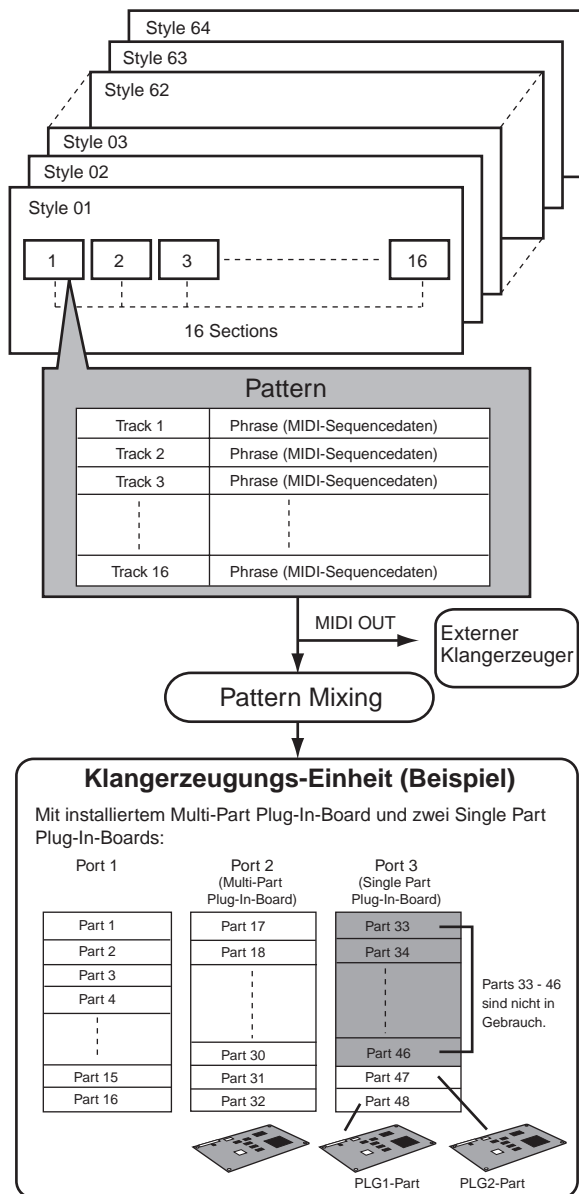 Style 64
Style 63
Style 62
Style 03
Style 02
Style 01
1 2 3 16
16 Sections
Pattern
Track 1 Phrase (MIDI-Sequencedaten)
Track 2 Phrase (MIDI-Sequencedaten)
Track 3 Phrase (MIDI-Sequencedaten)
Track 16 Phrase (MIDI-Sequencedaten)
MIDI OUT
Externer
Klangerzeuger
Pattern Mixing
Klangerzeugungs-Einheit (Beispiel)
Mit installiertem Multi-Part Plug-In-Board und zwei Single Part
Plug-In-Boards:
Port 1
Port 2
(Multi-Part
Plug-In-Board)
Port 3
(Single Part
Plug-In-Board)
Part 1
Part 2
Part 3
Part 4
Part 15
Part 16
Part 17
Part 18
Part 30
Part 31
Part 32
Part 33
Part 34
Part 46
Part 47
Part 48
Parts 33 - 46
sind nicht in
Gebrauch.
PLG1-Part
PLG2-Part